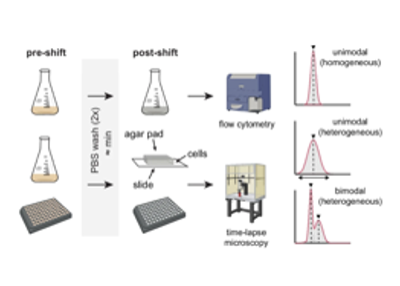 pre-shift
post-shift
PBS wash (2x)
≈ min
agar pad
cells
slide
flow cytometry
time-lapse
microscopy
unimodal
(homogeneous)
unimodal
(heterogeneous)
bimodal
(heterogeneous)